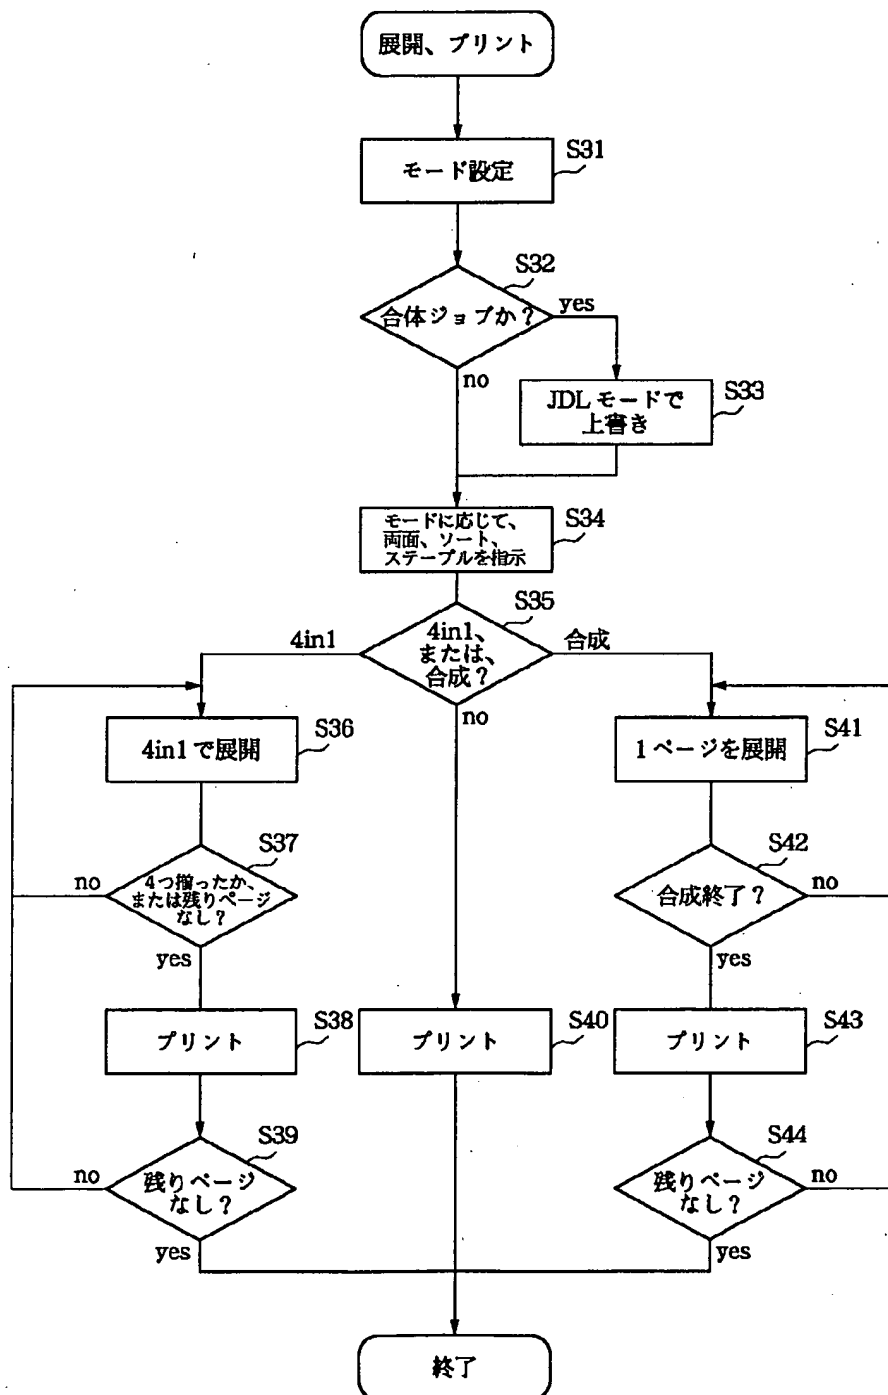 展開、プリント
モード設定
S31
合体ジョブか？
S32
yes
no
JDLモードで
上書き
S33
モードに応じて、
両面、ソート、
ステープルを指示
S34
4in1、
または、
合成？
S35
4in1
合成
no
4in1で展開
S36
4つ揃ったか、
または残りページ
なし？
S37
no
yes
プリント
S38
残りページ
なし？
S39
no
yes
プリント
S40
1ページを展開
S41
合成終了？
S42
no
yes
プリント
S43
残りページ
なし？
S44
no
yes
終了